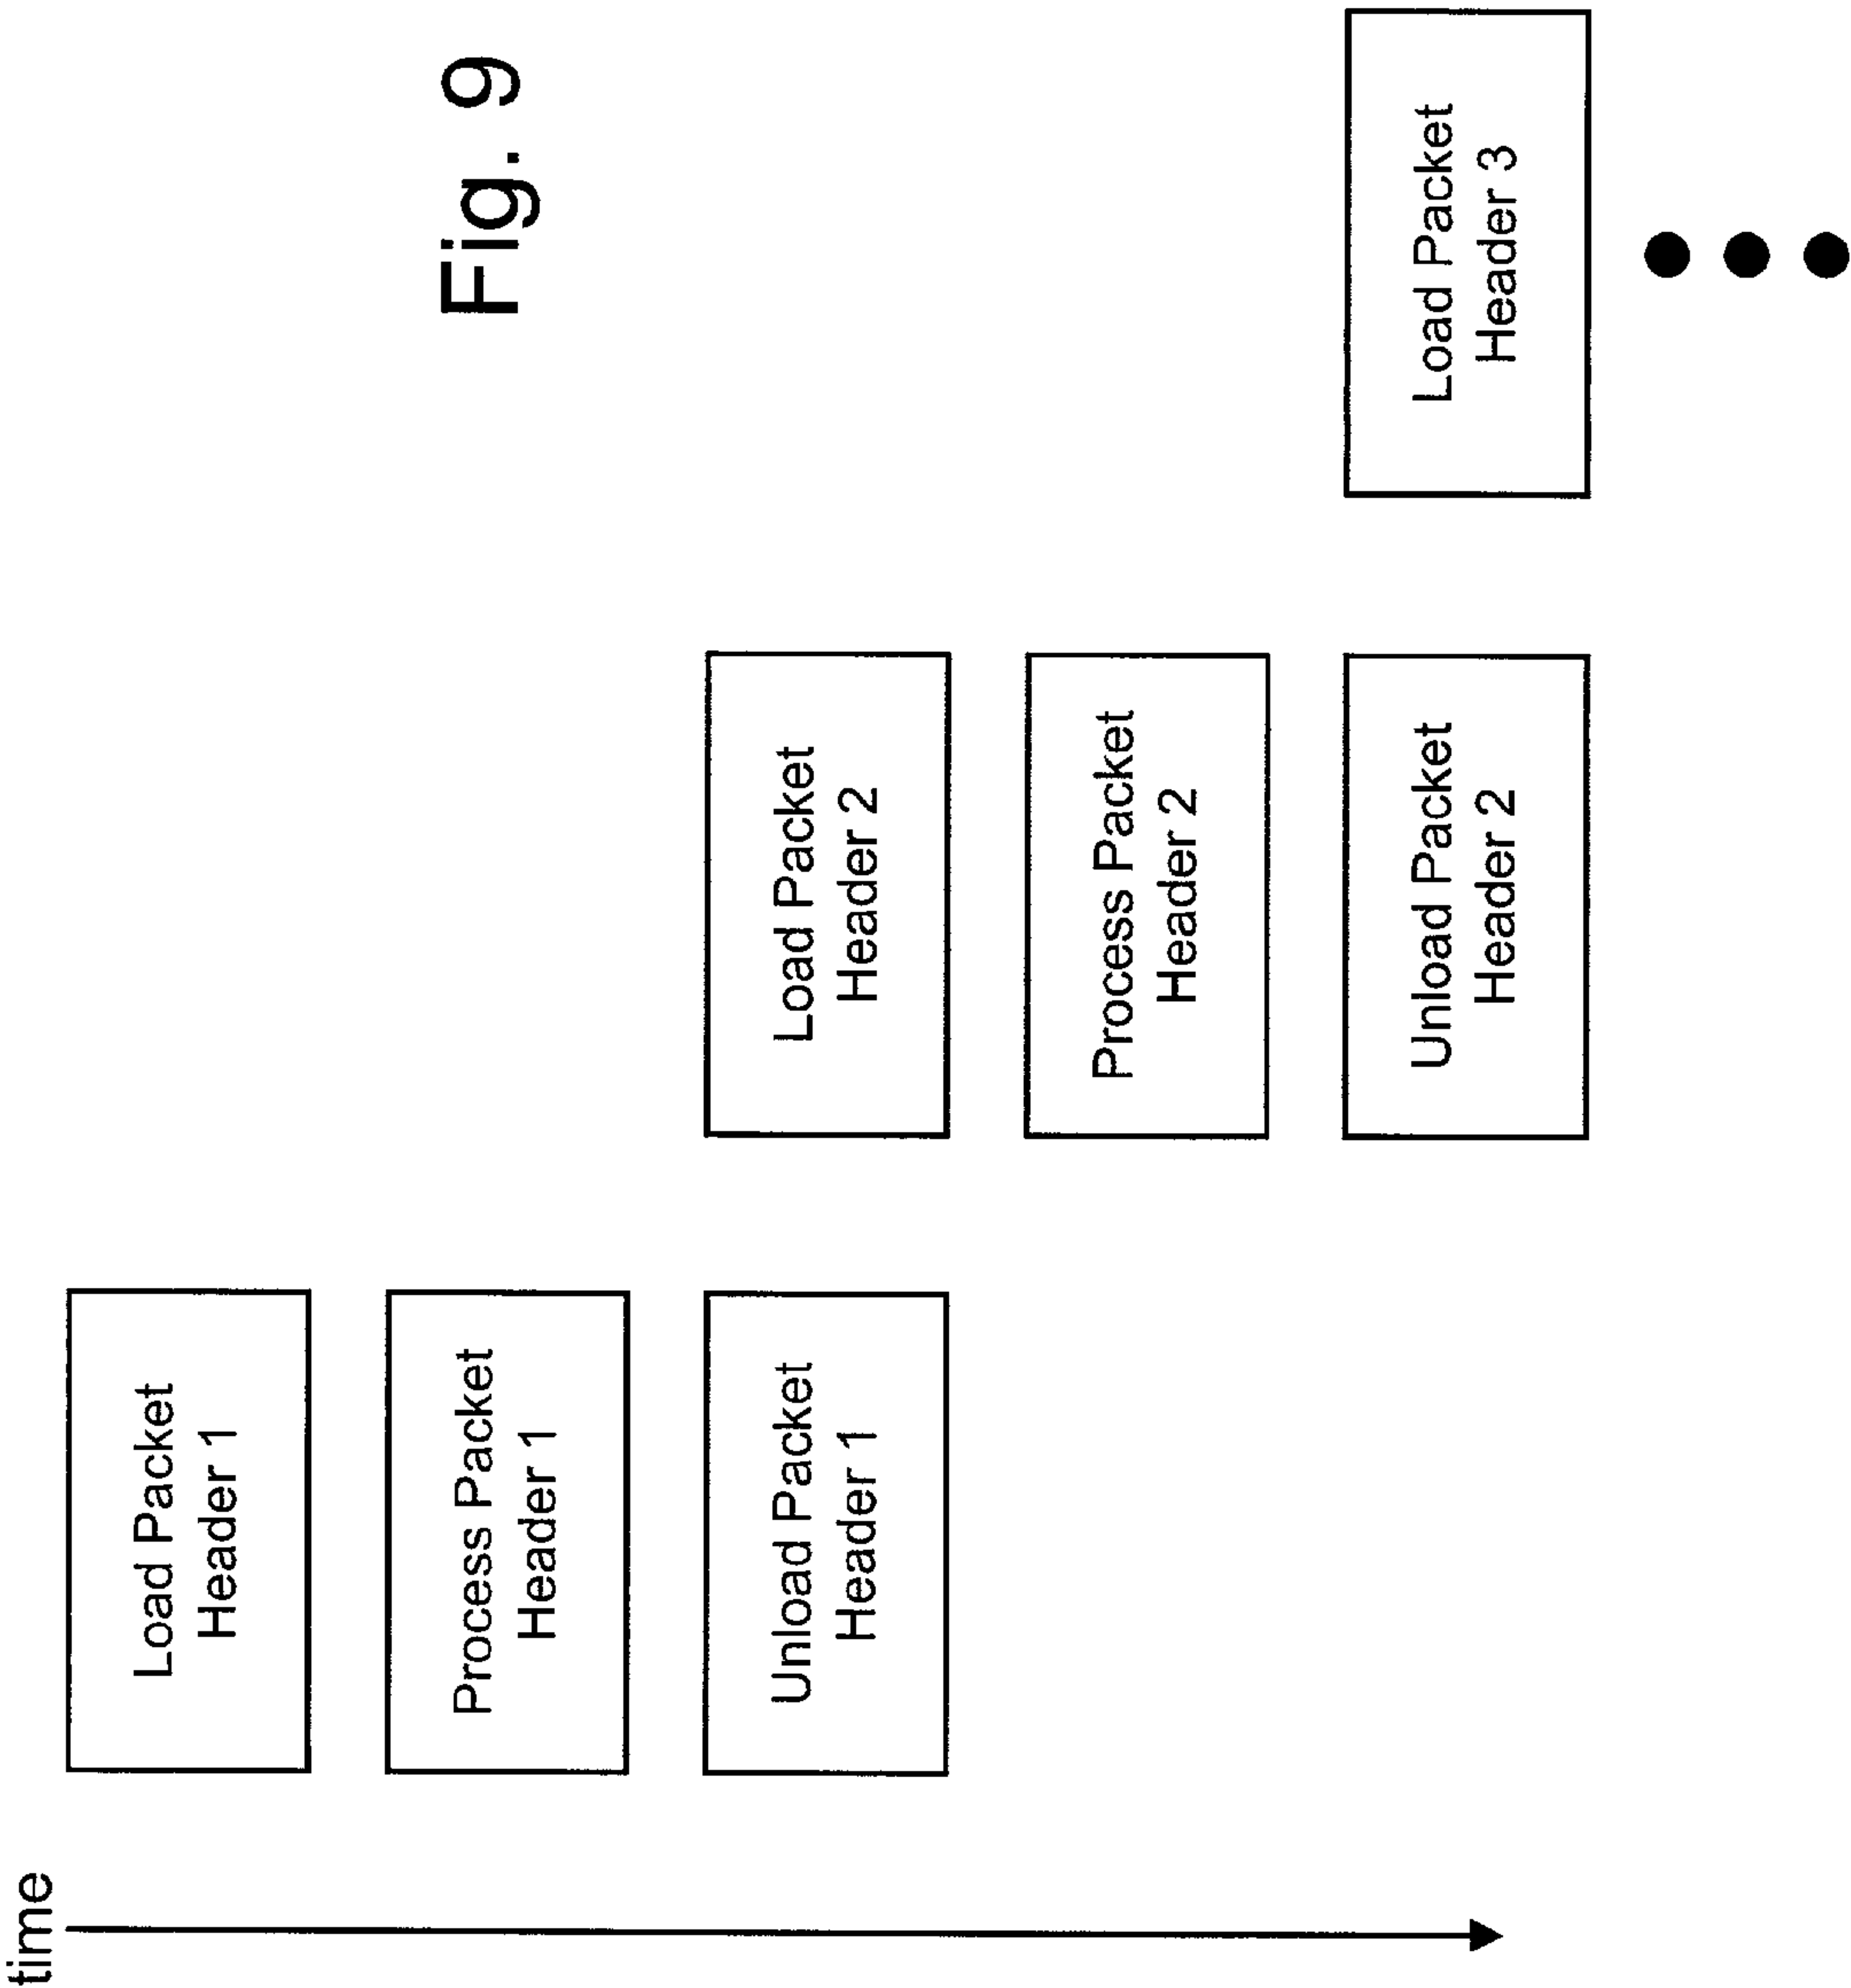 time
Load Packet
Header 1
Process Packet
Header 1
Unload Packet
Header 1
Load Packet
Header 2
Process Packet
Header 2
Unload Packet
Header 2
Load Packet
Header 3
Fig. 9